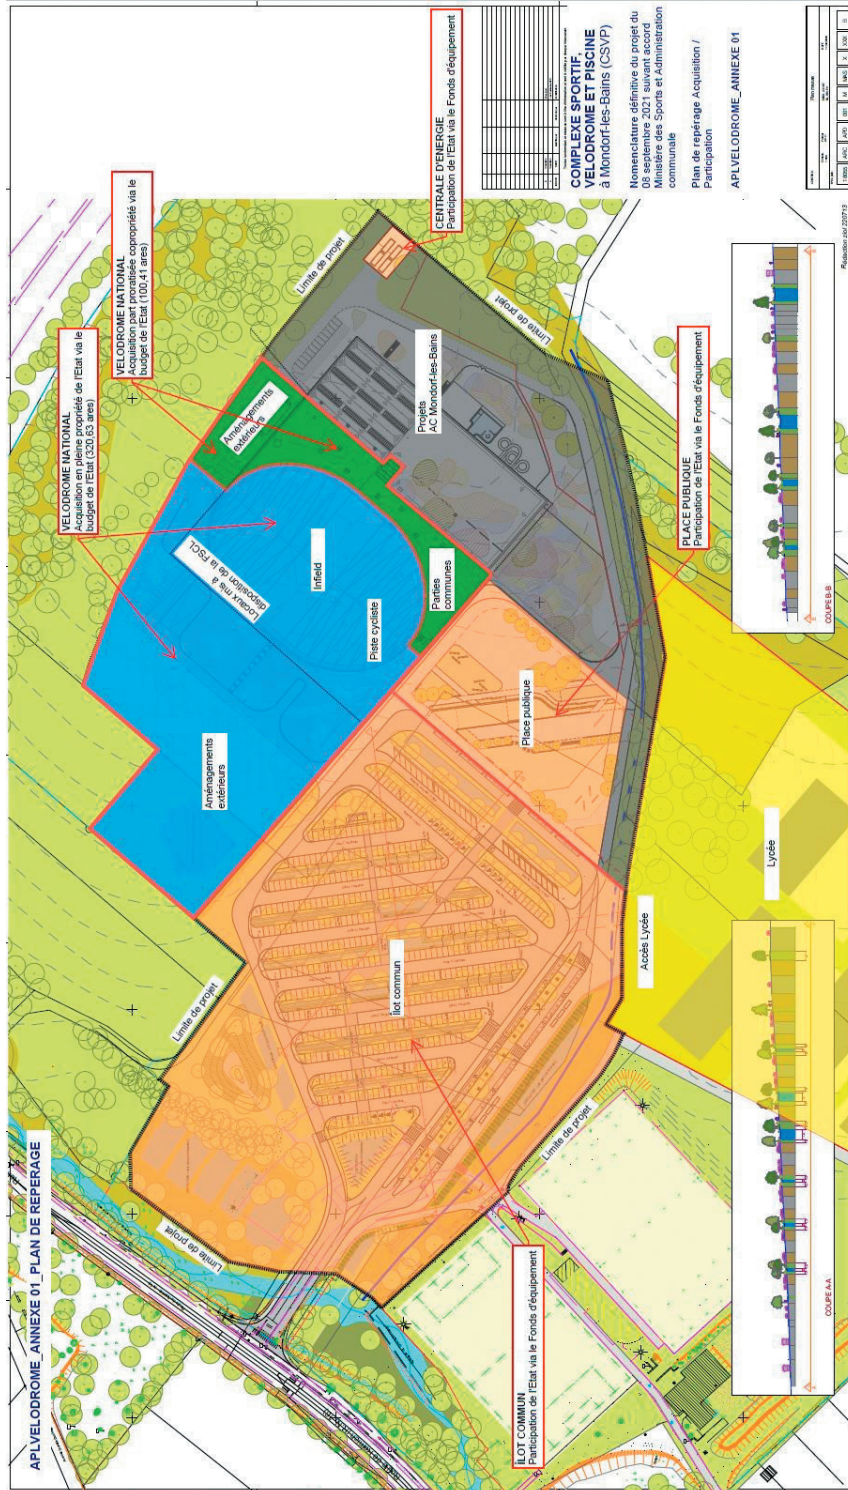 APLVELODROME_ANNEXE 01_PLAN DE REPERAGE
VELODROME NATIONAL
Acquisition en pleine propriété de l'Etat via le
budget de l'Etat (320,63 ares)
VELODROME NATIONAL
Acquisition part proratisée copropriété via le
budget de l'Etat (100,41 ares)
CENTRALE D'ENERGIE
Participation de l'Etat via le Fonds d'équipement
COMPLEXE SPORTIF,
VELODROME ET PISCINE
à Mondorf-les-Bains (CSVP)
Nomenclature définitive du projet du
08 septembre 2021 suivant accord
Ministère des Sports et Administration
communale
Plan de repérage Acquisition /
Participation
APLVELODROME_ANNEXE 01
Limite de projet
Limite de projet
Limite de projet
Limite de projet
Limite de projet
Aménagements
extérieurs
Locaux mis à
disposition de la FSCL
Infield
Piste cycliste
Parties
communes
Aménagements
extérieurs
Projets
AC Mondorf-les-Bains
Place publique
Îlot commun
Accès Lycée
Lycée
ÎLOT COMMUN
Participation de l'Etat via le Fonds d'équipement
PLACE PUBLIQUE
Participation de l'Etat via le Fonds d'équipement
COUPE A-A
COUPE B-B